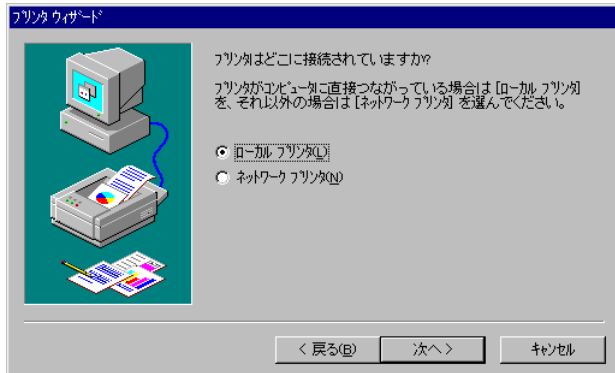 プリンタ ウィザード
プリンタはどこに接続されていますか?
プリンタがコンピュータに直接つながっている場合は [ローカル プリンタ]
を、それ以外の場合は [ネットワーク プリンタ] を選んでください。
ローカル プリンタ(L)
ネットワーク プリンタ(N)
< 戻る(B)
次へ >
キャンセル